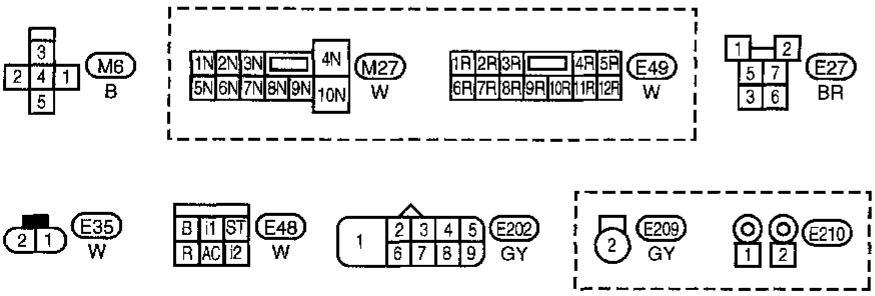 3
2 4 1
5
M6
B
1N 2N 3N 4N
5N 6N 7N 8N 9N 10N
M27
W
1R 2R 3R 4R 5R
6R 7R 8R 9R 10R 11R 12R
E49
W
1 2
5 7
3 6
E27
BR
2 1
E35
W
B I1 ST
R AC I2
E48
W
1
2 3 4 5
6 7 8 9
E202
GY
2
E209
GY
1 2
E210